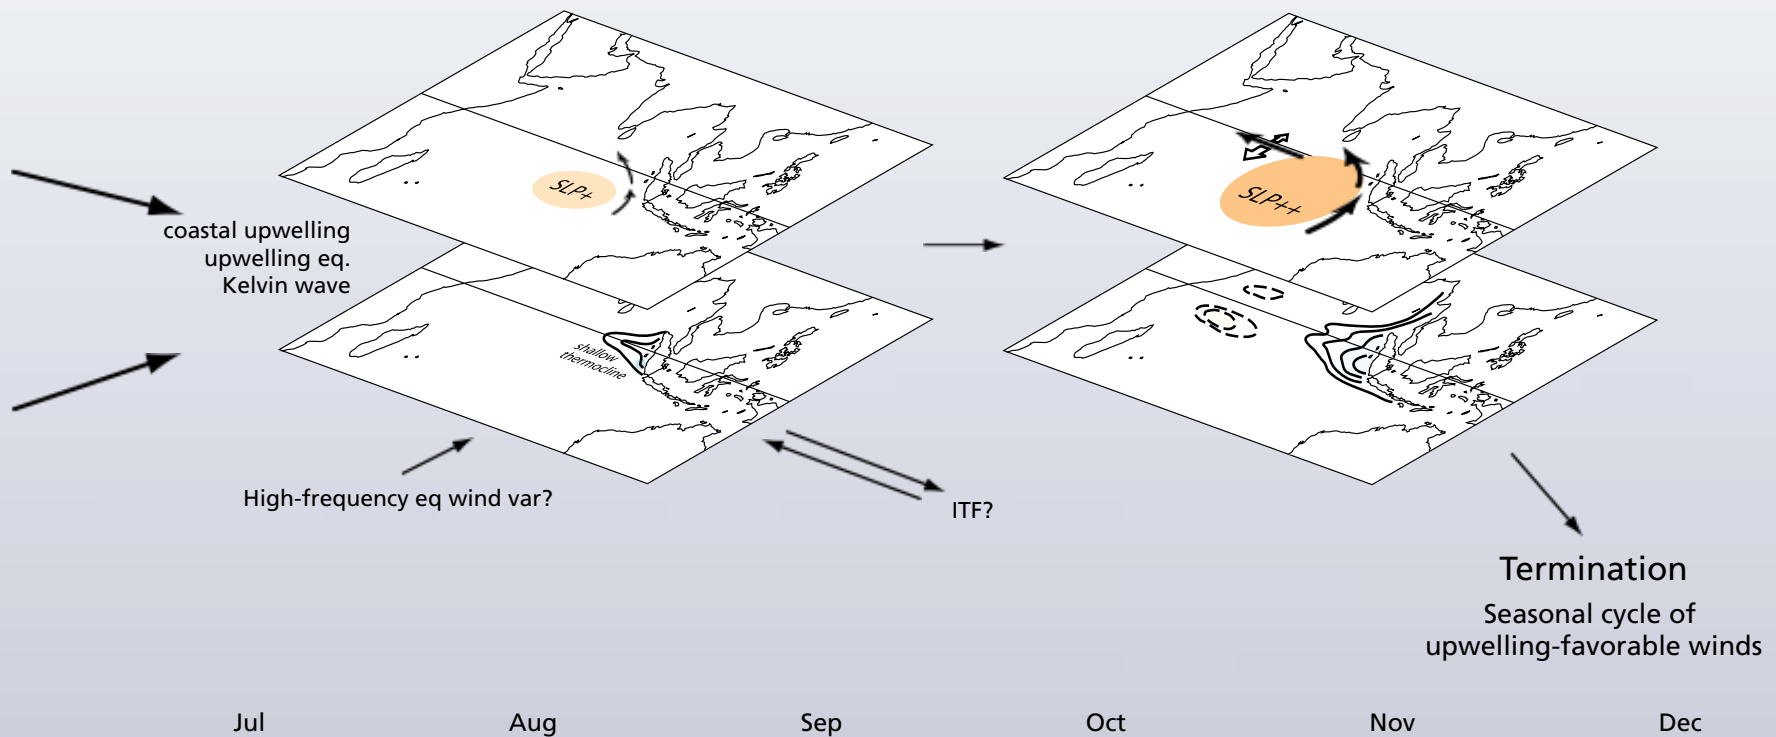 SLP+
SLP++
coastal upwelling
upwelling eq.
Kelvin wave
shallow
thermocline
High-frequency eq wind var?
ITF?
Termination
Seasonal cycle of
upwelling-favorable winds
Jul
Aug
Sep
Oct
Nov
Dec